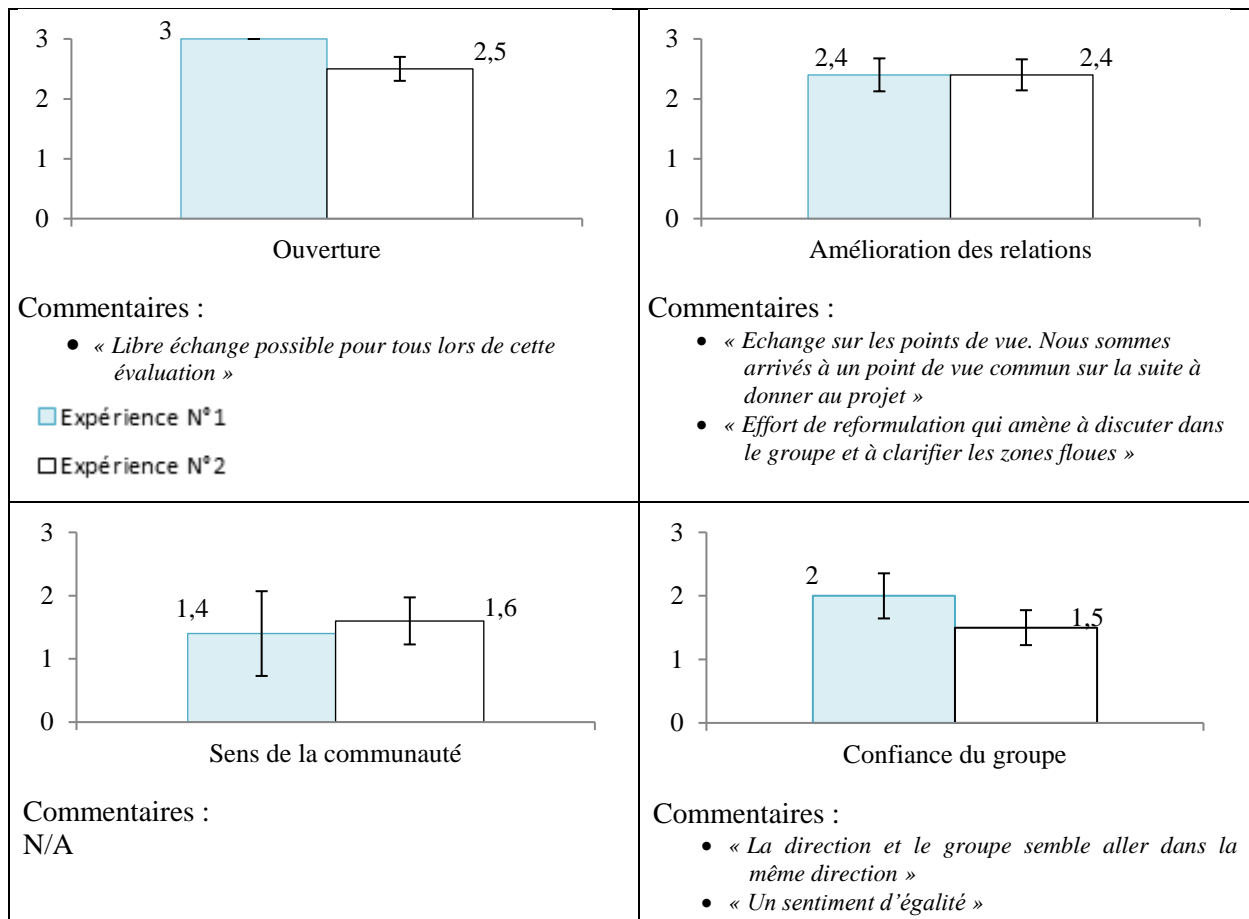 3
2
1
0
3
2,5
Ouverture
Commentaires :
• « Libre échange possible pour tous lors de cette
évaluation »
Expérience N°1
Expérience N°2
3
2
1
0
2,4
2,4
Amélioration des relations
Commentaires :
• « Echange sur les points de vue. Nous sommes
arrivés à un point de vue commun sur la suite à
donner au projet »
• « Effort de reformulation qui amène à discuter dans
le groupe et à clarifier les zones floues »
3
2
1
0
1,4
1,6
Sens de la communauté
Commentaires :
N/A
3
2
1
0
2
1,5
Confiance du groupe
Commentaires :
• « La direction et le groupe semble aller dans la
même direction »
• « Un sentiment d’égalité »